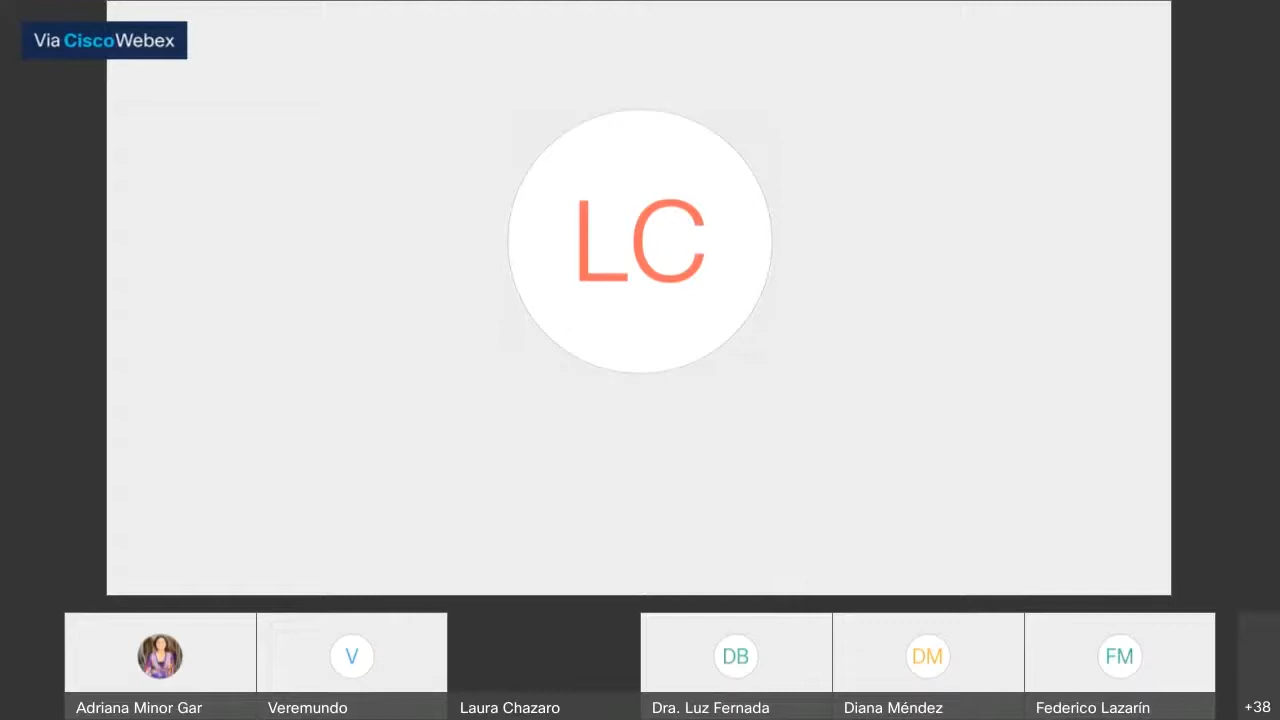 Via CiscoWebex
LC
V
DB
DM
FM
Adriana Minor Gar
Veremundo
Laura Chazaro
Dra. Luz Fernada
Diana Méndez
Federico Lazarín
+38